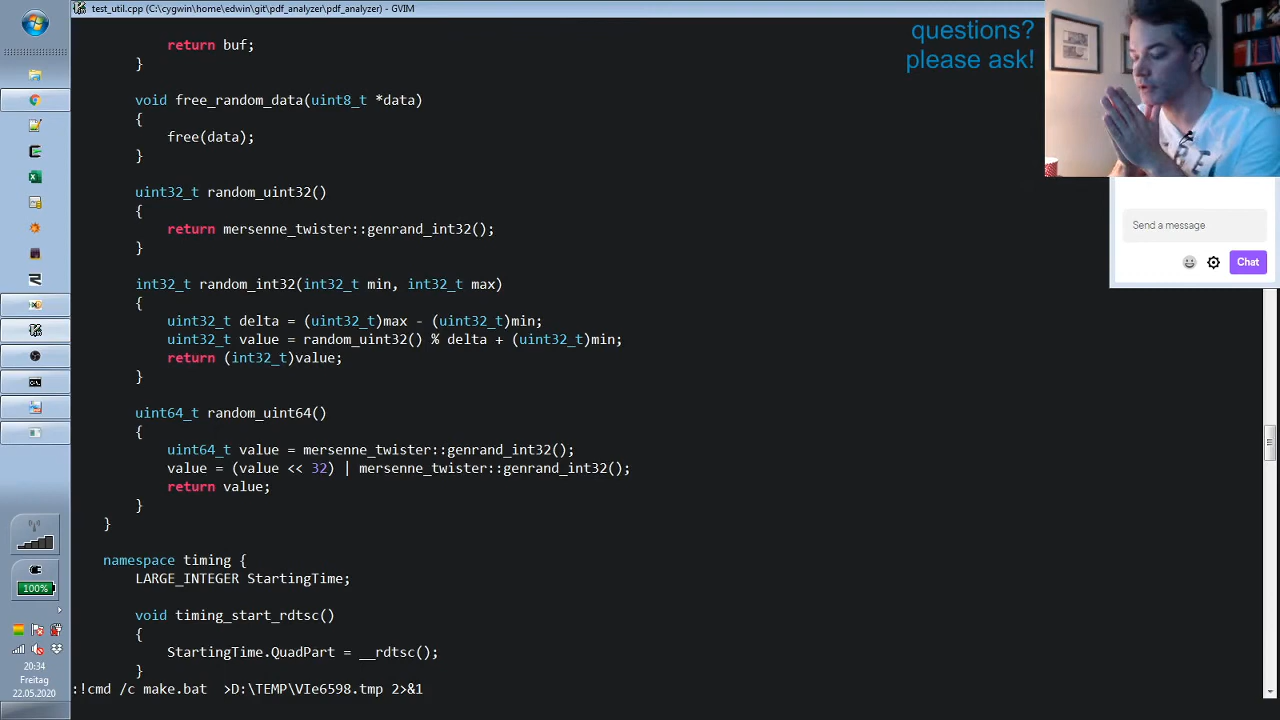 test_util.cpp (C:\cygwin\home\edwin\git\pdf_analyzer\pdf_analyzer) - GVIM
questions?
please ask!
return buf;
}
void free_random_data(uint8_t *data)
{
free(data);
}
uint32_t random_uint32()
{
return mersenne_twister::genrand_int32();
}
int32_t random_int32(int32_t min, int32_t max)
{
uint32_t delta = (uint32_t)max - (uint32_t)min;
uint32_t value = random_uint32() % delta + (uint32_t)min;
return (int32_t)value;
}
uint64_t random_uint64()
{
uint64_t value = mersenne_twister::genrand_int32();
value = (value << 32) | mersenne_twister::genrand_int32();
return value;
}
}
namespace timing {
LARGE_INTEGER StartingTime;
void timing_start_rdtsc()
{
StartingTime.QuadPart = __rdtsc();
}
:!cmd /c make.bat  >D:\TEMP\VIe6598.tmp 2>&1
Send a message
Chat
100%
20:34
Freitag
22.05.2020